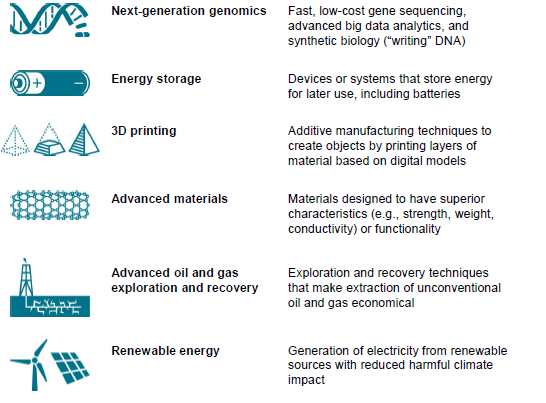 Next-generation genomics
Fast, low-cost gene sequencing,
advanced big data analytics, and
synthetic biology (“writing” DNA)
Energy storage
Devices or systems that store energy
for later use, including batteries
3D printing
Additive manufacturing techniques to
create objects by printing layers of
material based on digital models
Advanced materials
Materials designed to have superior
characteristics (e.g., strength, weight,
conductivity) or functionality
Advanced oil and gas
exploration and recovery
Exploration and recovery techniques
that make extraction of unconventional
oil and gas economical
Renewable energy
Generation of electricity from renewable
sources with reduced harmful climate
impact